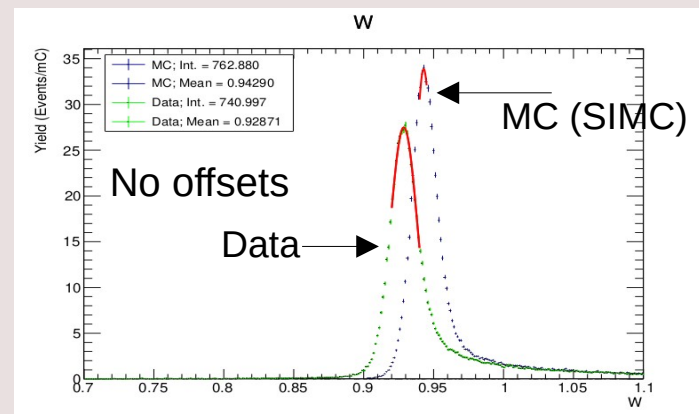 W
Yield (Events/mC)
35
30
25
20
15
10
5
0
MC; Int. = 762.880
MC; Mean = 0.94290
Data; Int. = 740.997
Data; Mean = 0.92871
MC (SIMC)
No offsets
Data
0.7 0.75 0.8 0.85 0.9 0.95 1 1.05 1.1
W